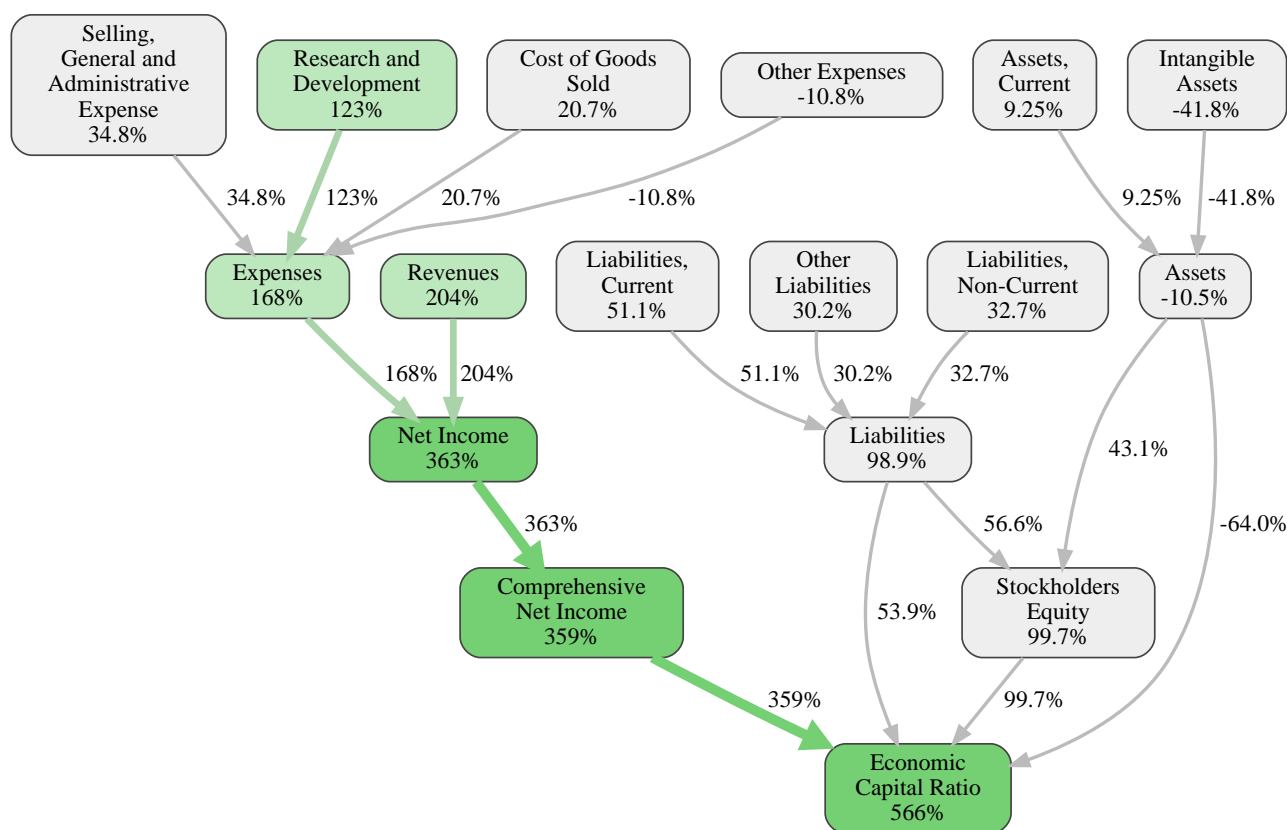 Selling,
General and
Administrative
Expense
34.8%
Research and
Development
123%
Cost of Goods
Sold
20.7%
Other Expenses
-10.8%
Assets,
Current
9.25%
Intangible
Assets
-41.8%
34.8%
123%
20.7%
-10.8%
9.25%
-41.8%
Expenses
168%
Revenues
204%
Liabilities,
Current
51.1%
Other
Liabilities
30.2%
Liabilities,
Non-Current
32.7%
Assets
-10.5%
168%
204%
51.1%
30.2%
32.7%
Net Income
363%
Liabilities
98.9%
43.1%
363%
56.6%
-64.0%
Comprehensive
Net Income
359%
53.9%
Stockholders
Equity
99.7%
359%
99.7%
Economic
Capital Ratio
566%